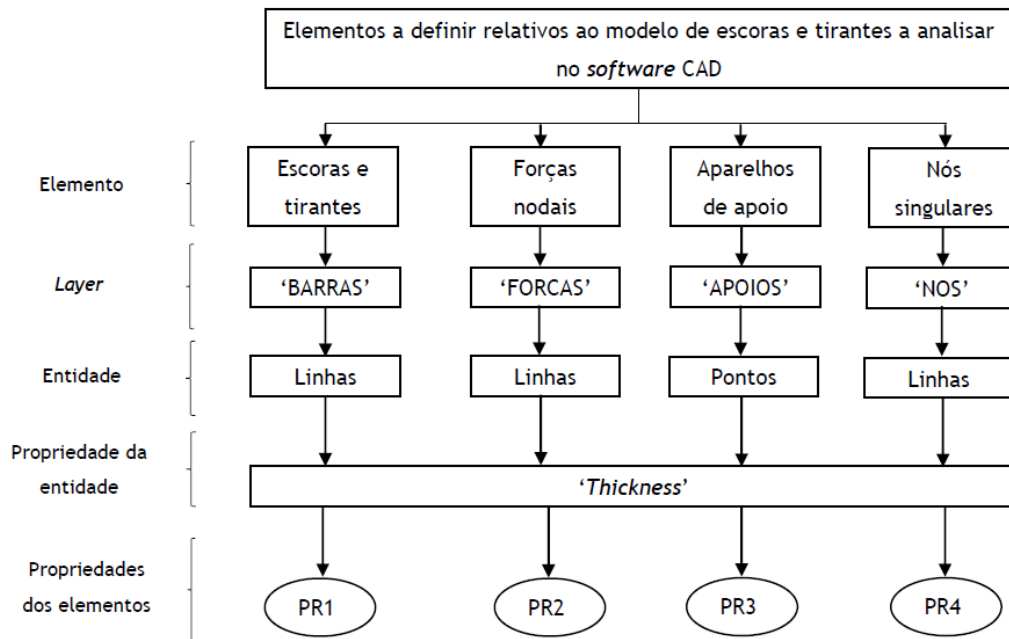 Elementos a definir relativos ao modelo de escoras e tirantes a analisar
no software CAD
Elemento
Escoras e
tirantes
Forças
nodais
Aparelhos
de apoio
Nós
singulares
Layer
‘BARRAS’
‘FORCAS’
‘APOIOS’
‘NOS’
Entidade
Linhas
Linhas
Pontos
Linhas
Propriedade da
entidade
‘Thickness’
Propriedades
dos elementos
PR1
PR2
PR3
PR4